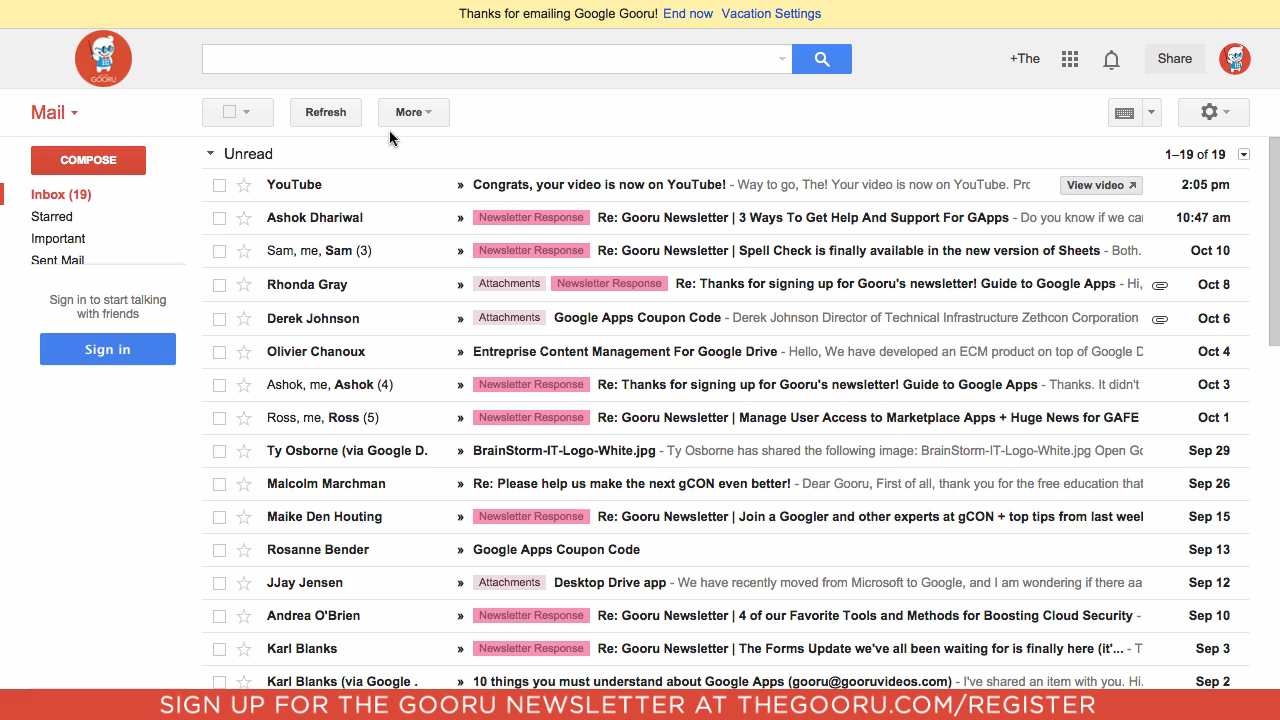 Thanks for emailing Google Gooru! End now Vacation Settings
GOORU
+The Share
Mail Refresh More
Unread 1–19 of 19
COMPOSE
Inbox (19)
Starred
Important
Sent Mail
Sign in to start talking
with friends
Sign in
YouTube » Congrats, your video is now on YouTube! - Way to go, The! Your video is now on YouTube. Pro View video 2:05 pm
Ashok Dhariwal » Newsletter Response Re: Gooru Newsletter | 3 Ways To Get Help And Support For GApps - Do you know if we can 10:47 am
Sam, me, Sam (3) » Newsletter Response Re: Gooru Newsletter | Spell Check is finally available in the new version of Sheets - Both. Oct 10
Rhonda Gray » Attachments Newsletter Response Re: Thanks for signing up for Gooru's newsletter! Guide to Google Apps - Hi, Oct 8
Derek Johnson » Attachments Google Apps Coupon Code - Derek Johnson Director of Technical Infrastructure Zethcon Corporation Oct 6
Olivier Chanoux » Entreprise Content Management For Google Drive - Hello, We have developed an ECM product on top of Google D Oct 4
Ashok, me, Ashok (4) » Newsletter Response Re: Thanks for signing up for Gooru's newsletter! Guide to Google Apps - Thanks. It didn't Oct 3
Ross, me, Ross (5) » Newsletter Response Re: Gooru Newsletter | Manage User Access to Marketplace Apps + Huge News for GAFE Oct 1
Ty Osborne (via Google D. » BrainStorm-IT-Logo-White.jpg - Ty Osborne has shared the following image: BrainStorm-IT-Logo-White.jpg Open Go Sep 29
Malcolm Marchman » Re: Please help us make the next gCON even better! - Dear Gooru, First of all, thank you for the free education that Sep 26
Maike Den Houting » Newsletter Response Re: Gooru Newsletter | Join a Googler and other experts at gCON + top tips from last weel Sep 15
Rosanne Bender » Google Apps Coupon Code Sep 13
JJay Jensen » Attachments Desktop Drive app - We have recently moved from Microsoft to Google, and I am wondering if there aa Sep 12
Andrea O'Brien » Newsletter Response Re: Gooru Newsletter | 4 of our Favorite Tools and Methods for Boosting Cloud Security - Sep 10
Karl Blanks » Newsletter Response Re: Gooru Newsletter | The Forms Update we've all been waiting for is finally here (it'... - T Sep 3
Karl Blanks (via Google . » 10 things you must understand about Google Apps (gooru@gooruvideos.com) - I've shared an item with you. Hi. Sep 2
SIGN UP FOR THE GOORU NEWSLETTER AT THEGOORU.COM/REGISTER